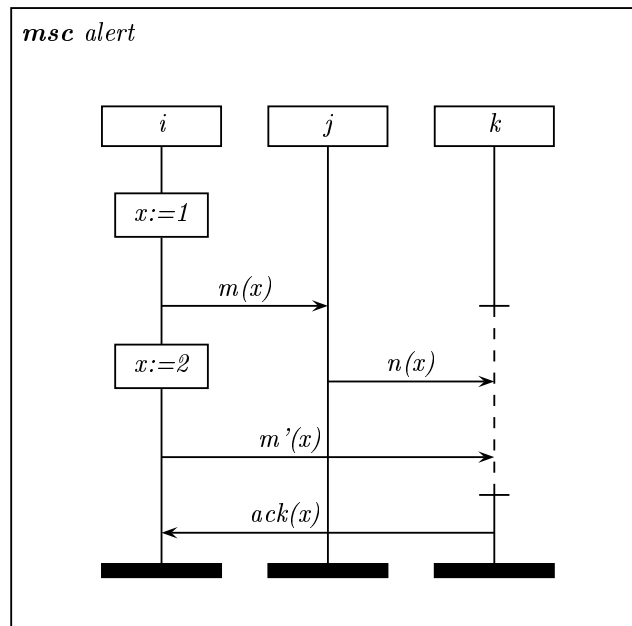 msc alert
i
j
k
x:=1
m(x)
x:=2
n(x)
m'(x)
ack(x)